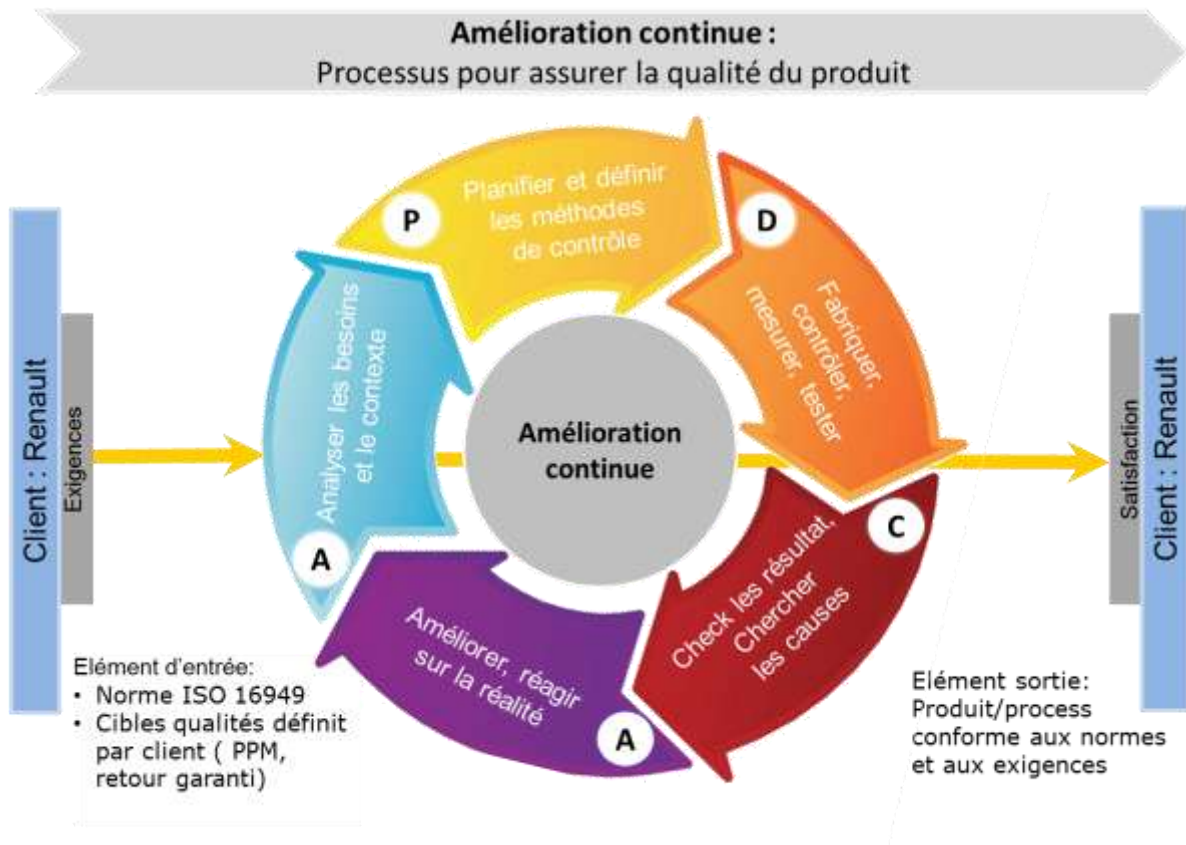 Amélioration continue :
Processus pour assurer la qualité du produit
Client : Renault
Exigences
A
Analyser les besoins
et le contexte
P
Planifier et définir
les méthodes
de contrôle
D
Fabriquer,
contrôler,
mesurer, tester
C
Check les résultat,
Chercher
les causes
A
Améliorer, réagir
sur la réalité
Amélioration
continue
Satisfaction
Client : Renault
Elément d'entrée:
• Norme ISO 16949
• Cibles qualités définit
par client ( PPM,
retour garanti)
Elément sortie:
Produit/process
conforme aux normes
et aux exigences